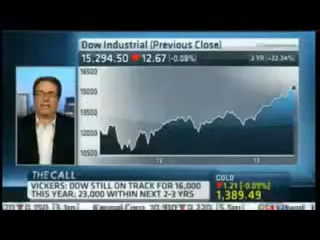 Dow Industrial (Previous Close)
15,294.50 12.67 (-0.08%) 2 YR (+22.24%)
16500
15000
13500
12000
10500
'12 '13
THE CALL
VICKERS: DOW STILL ON TRACK FOR 16,000
THIS YEAR; 23,000 WITHIN NEXT 2-3 YRS
GOLD
1.21 (-0.09%)
1,389.49